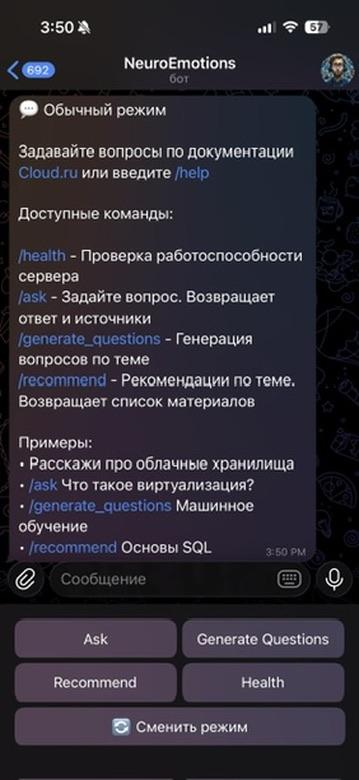 3:50
57
692
NeuroEmotions
бот
💬 Обычный режим
Задавайте вопросы по документации
Cloud.ru или введите /help
Доступные команды:
/health - Проверка работоспособности
сервера
/ask - Задайте вопрос. Возвращает
ответ и источники
/generate_questions - Генерация
вопросов по теме
/recommend - Рекомендации по теме.
Возвращает список материалов
Примеры:
• Расскажи про облачные хранилища
• /ask Что такое виртуализация?
• /generate_questions Машинное
обучение
• /recommend Основы SQL
3:50 PM
Сообщение
Ask
Generate Questions
Recommend
Health
🔄 Сменить режим